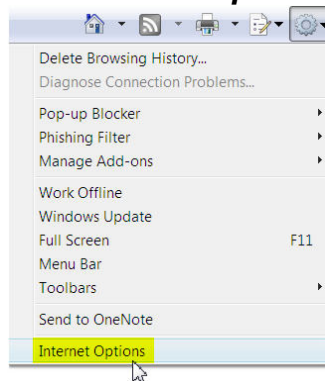 Delete Browsing History...
Diagnose Connection Problems...
Pop-up Blocker
Phishing Filter
Manage Add-ons
Work Offline
Windows Update
Full Screen F11
Menu Bar
Toolbars
Send to OneNote
Internet Options